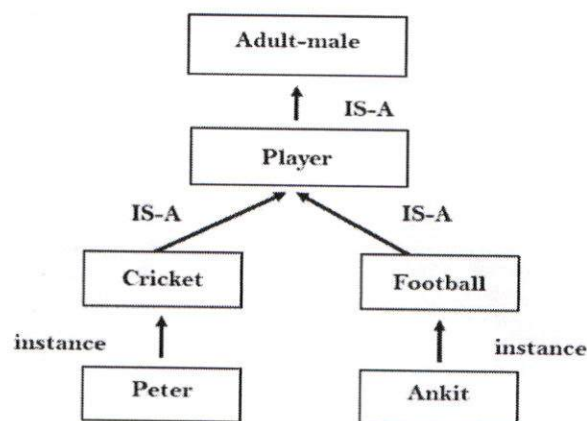 Adult-male
IS-A
Player
IS-A IS-A
Cricket Football
instance instance
Peter Ankit